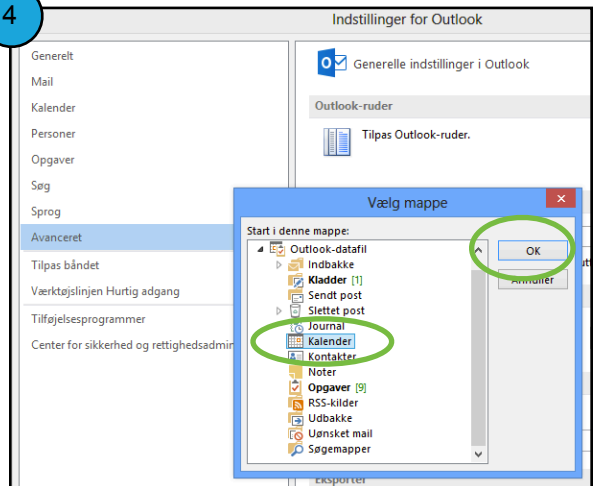 4
Indstillinger for Outlook
Generelt
Mail
Kalender
Personer
Opgaver
Søg
Sprog
Avanceret
Tilpas båndet
Værktøjslinjen Hurtig adgang
Tilføjelsesprogrammer
Center for sikkerhed og rettighedsadmin
Generelle indstillinger i Outlook
Outlook-ruder
Tilpas Outlook-ruder.
Vælg mappe
Start i denne mappe:
Outlook-datafil
Indbakke
Kladder [1]
Sendt post
Slettet post
Journal
Kalender
Kontakter
Noter
Opgaver [9]
RSS-kilder
Udbakke
Uønsket mail
Søgemapper
OK
Annuller
Eksporter